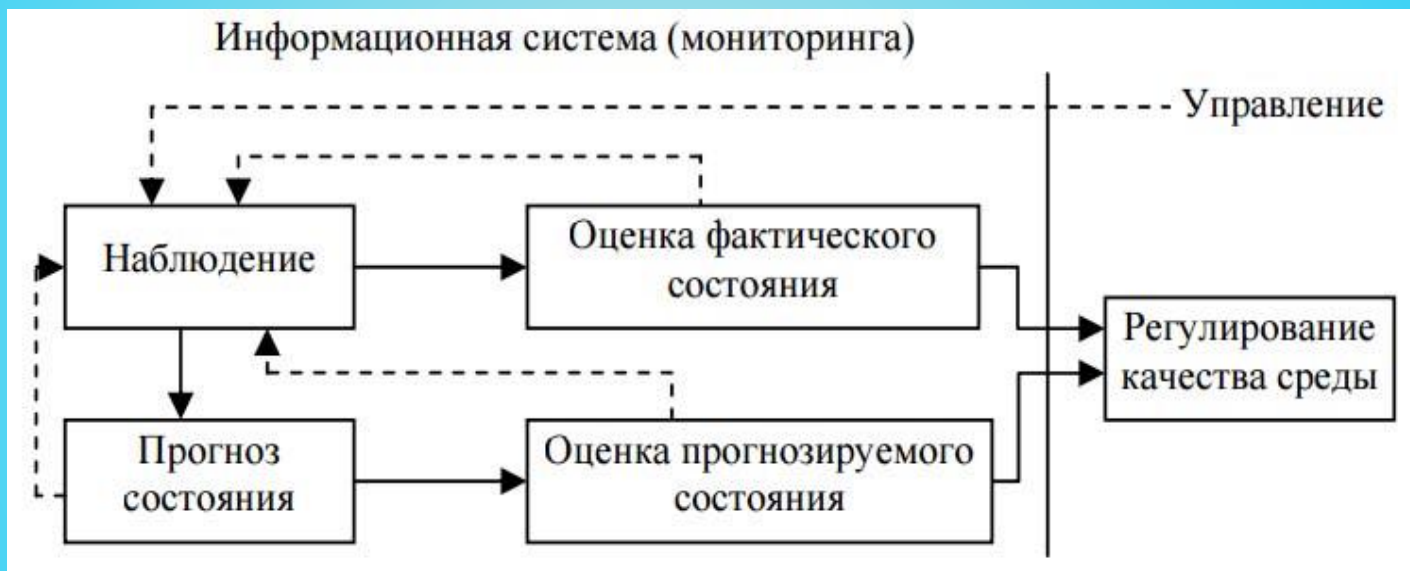 Информационная система (мониторинга)
Управление
Наблюдение
Оценка фактического
состояния
Регулирование
качества среды
Прогноз
состояния
Оценка прогнозируемого
состояния